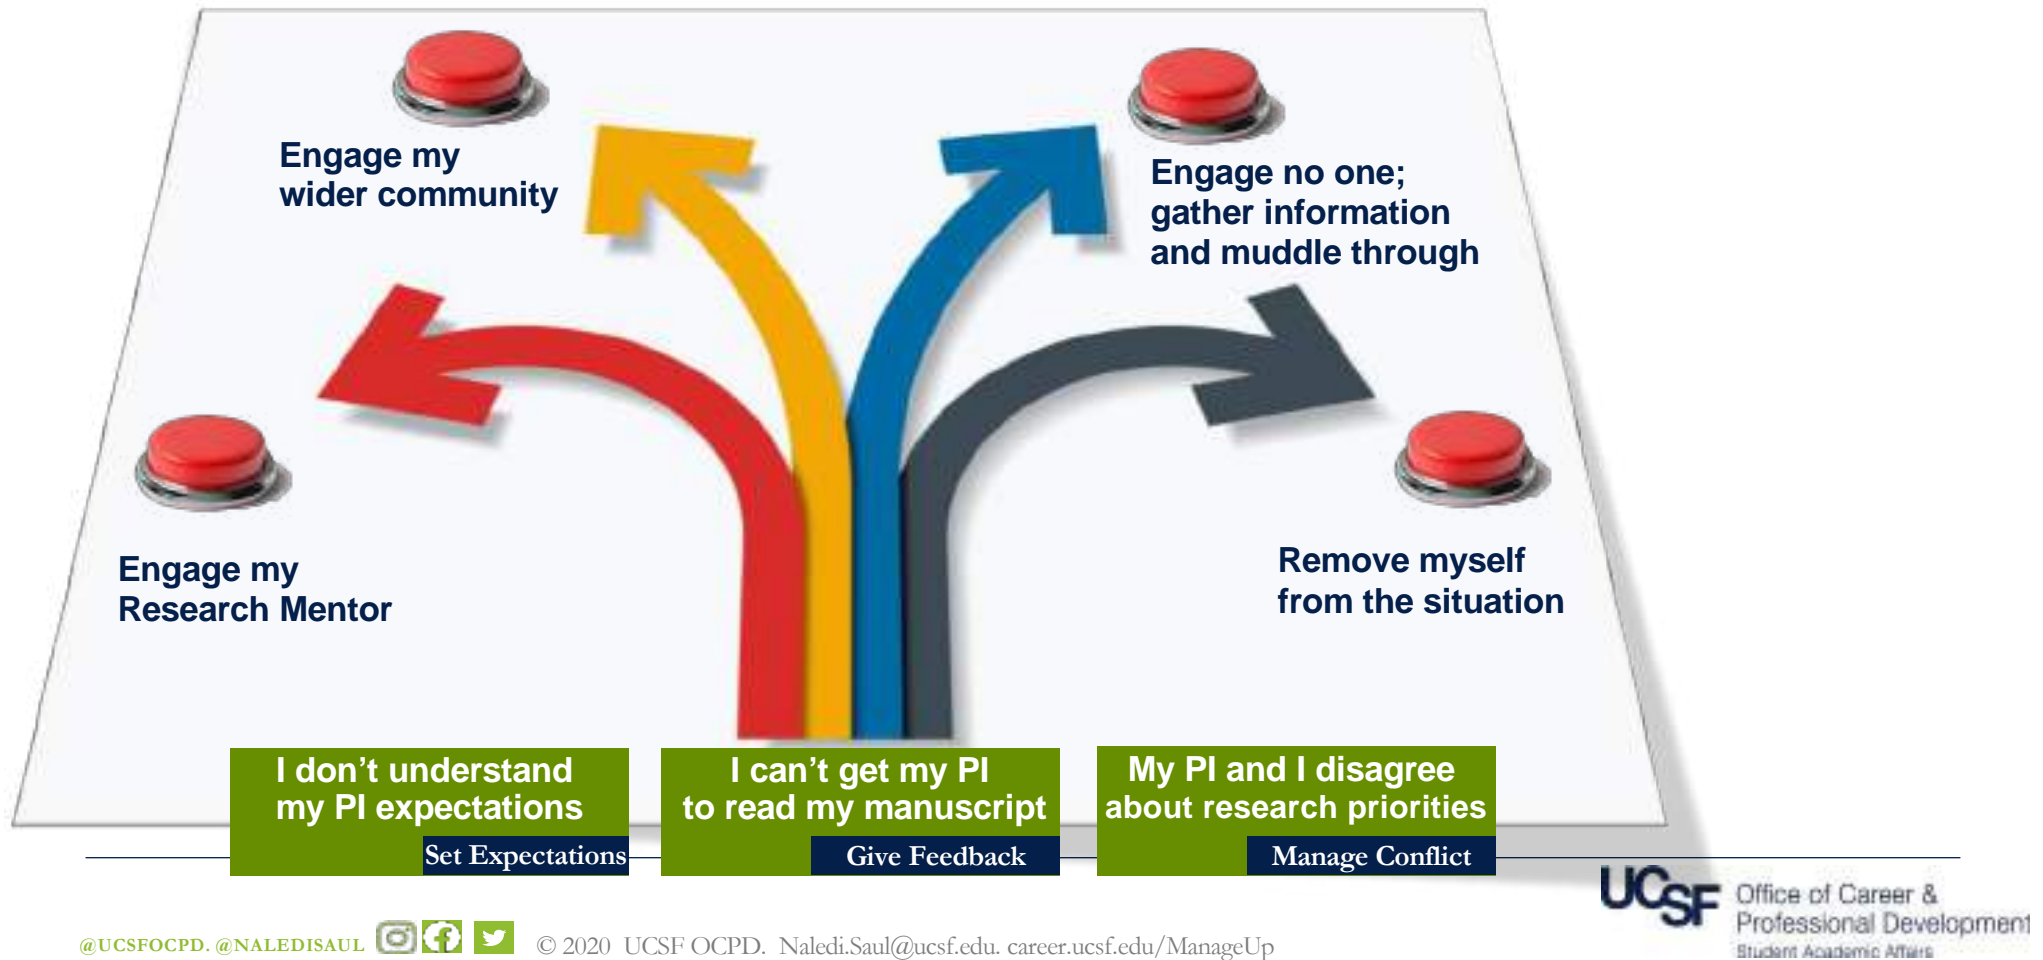 Engage my
wider community
Engage no one;
gather information
and muddle through
Engage my
Research Mentor
Remove myself
from the situation
I don’t understand
my PI expectations
Set Expectations
I can’t get my PI
to read my manuscript
Give Feedback
My PI and I disagree
about research priorities
Manage Conflict
@UCSFOCPD. @NALEDISAUL
© 2020 UCSF OCPD. Naledi.Saul@ucsf.edu. career.ucsf.edu/ManageUp
UCSF
Office of Career &
Professional Development
Student Academic Affairs